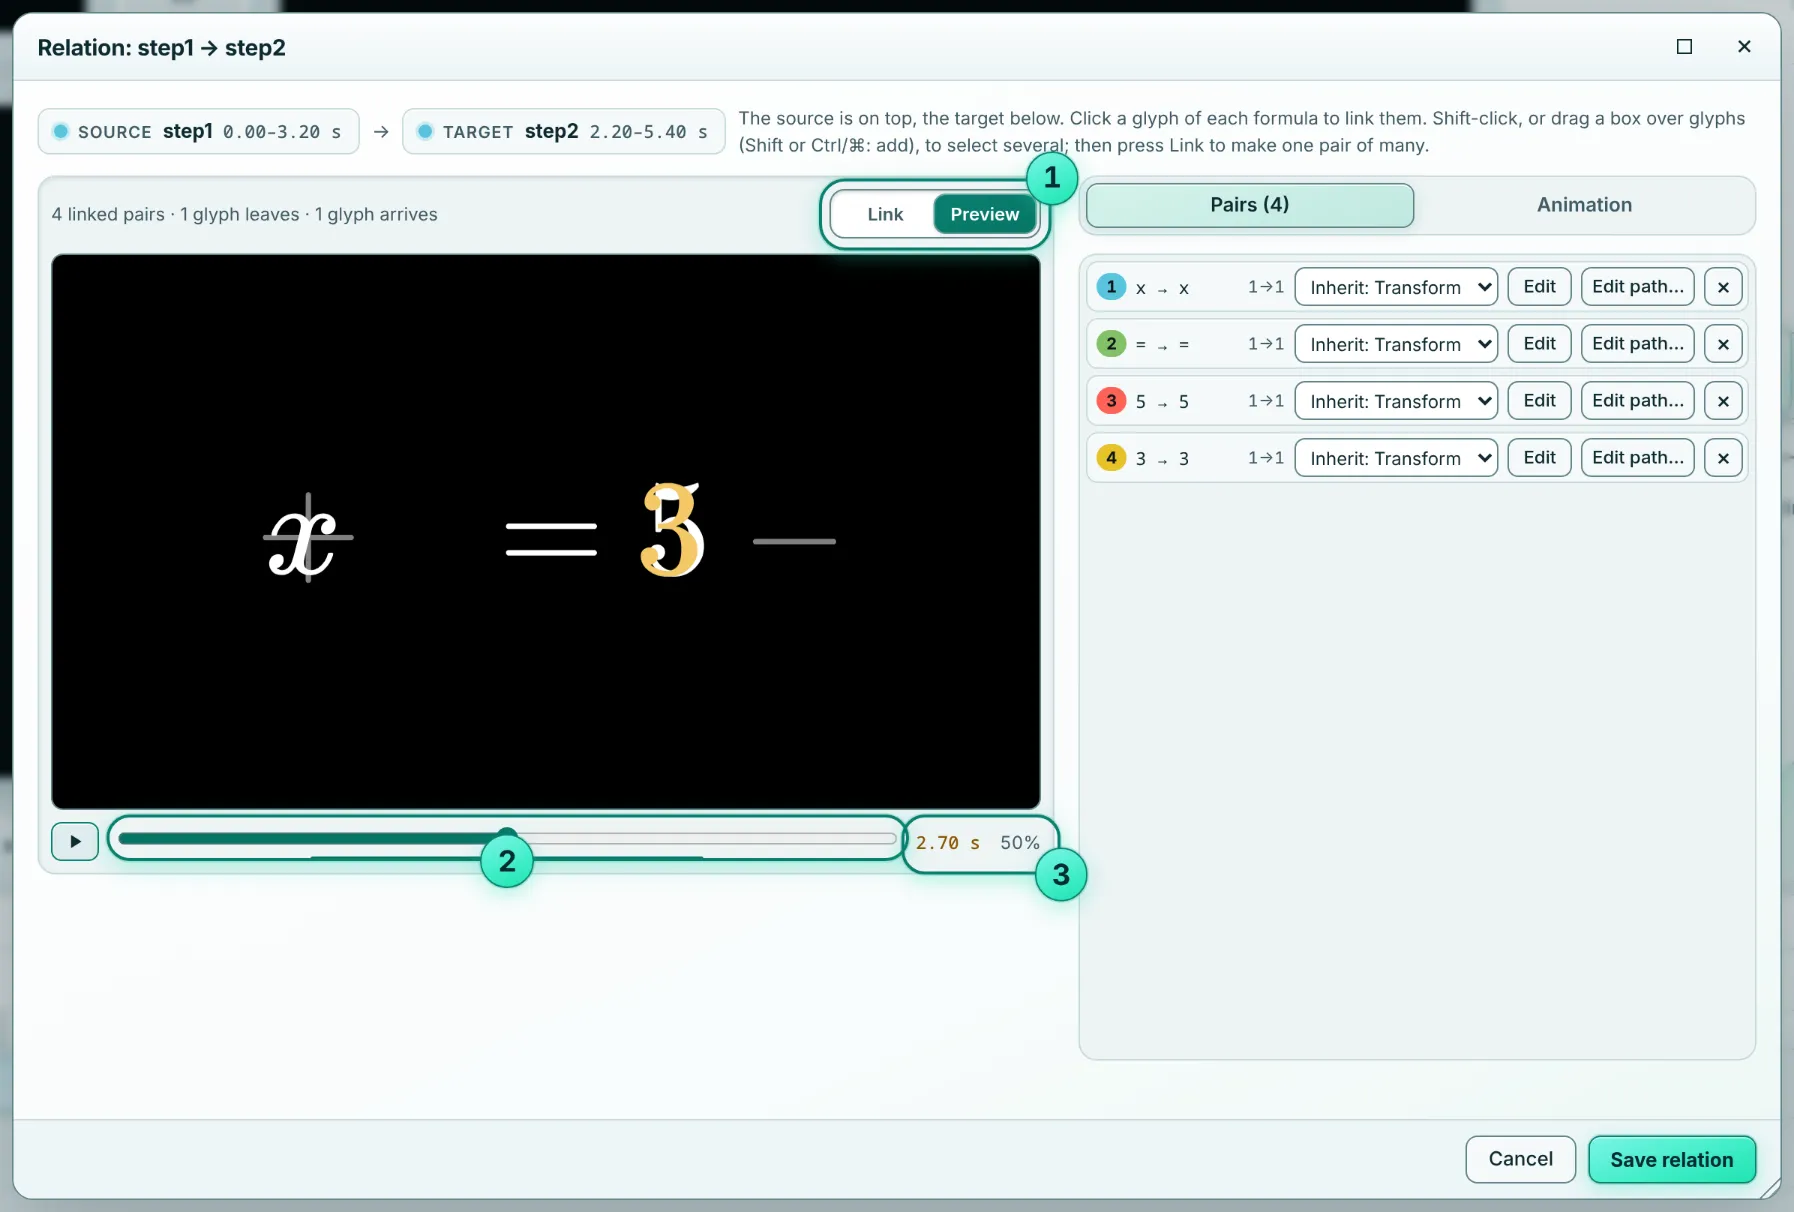 Relation: step1 → step2
SOURCE step1 0.00–3.20 s → TARGET step2 2.20–5.40 s
The source is on top, the target below. Click a glyph of each formula to link them. Shift-click, or drag a box over glyphs
(Shift or Ctrl/⌘: add), to select several; then press Link to make one pair of many.
4 linked pairs · 1 glyph leaves · 1 glyph arrives
Link Preview
1
x + = 5 3 −
2.70 s 50%
2
3
Pairs (4) Animation
1 x → x 1→1 Inherit: Transform Edit Edit path... ×
2 = → = 1→1 Inherit: Transform Edit Edit path... ×
3 5 → 5 1→1 Inherit: Transform Edit Edit path... ×
4 3 → 3 1→1 Inherit: Transform Edit Edit path... ×
Cancel Save relation